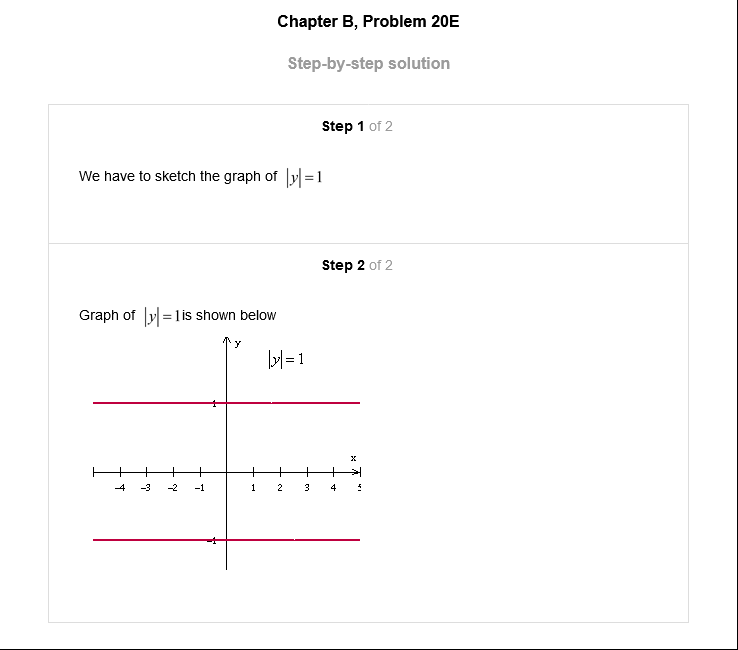 Chapter B, Problem 20E
Step-by-step solution
Step 1 of 2
We have to sketch the graph of |y|=1
Step 2 of 2
Graph of |y|=1is shown below
y
|y|=1
1
x
-4 -3 -2 -1 1 2 3 4 5
-1